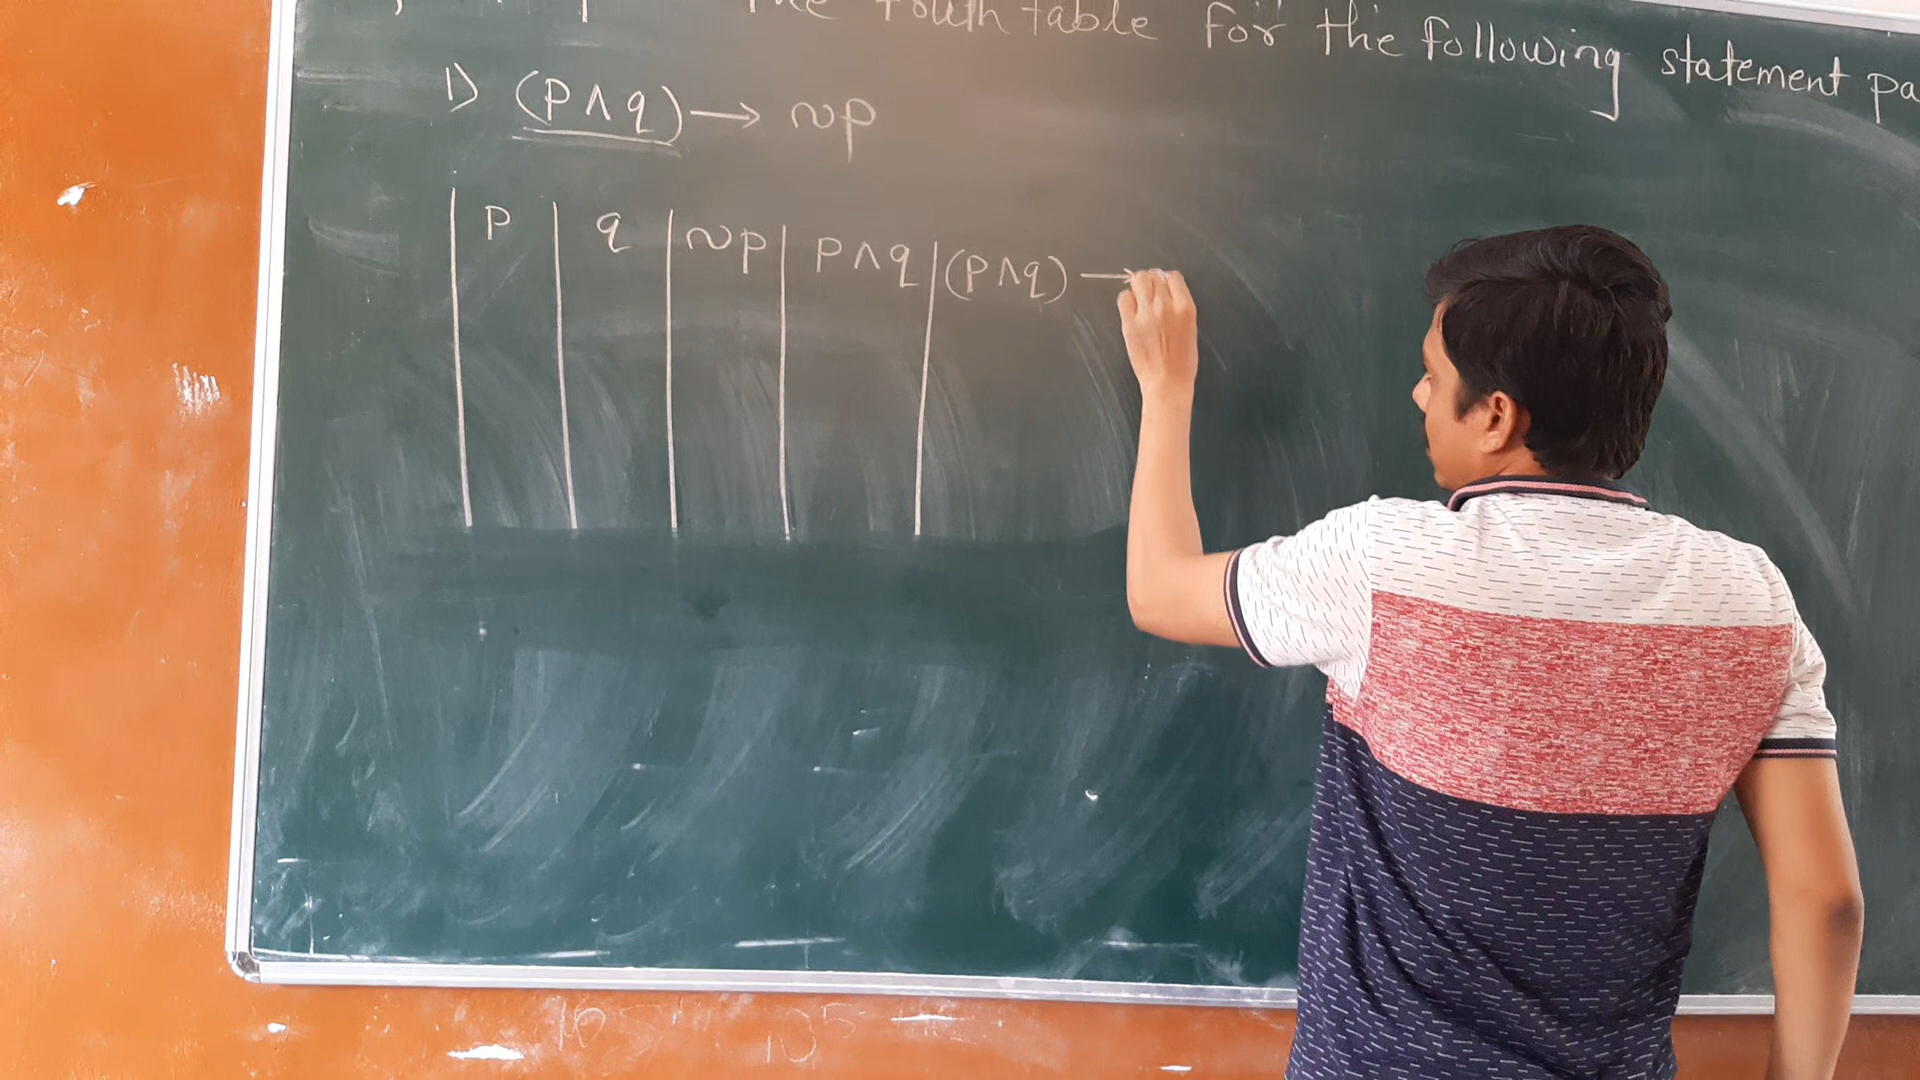 the Truth table for the following statement pa
1) (p ∧ q) → ~p
p q ~p p ∧ q (p ∧ q) →